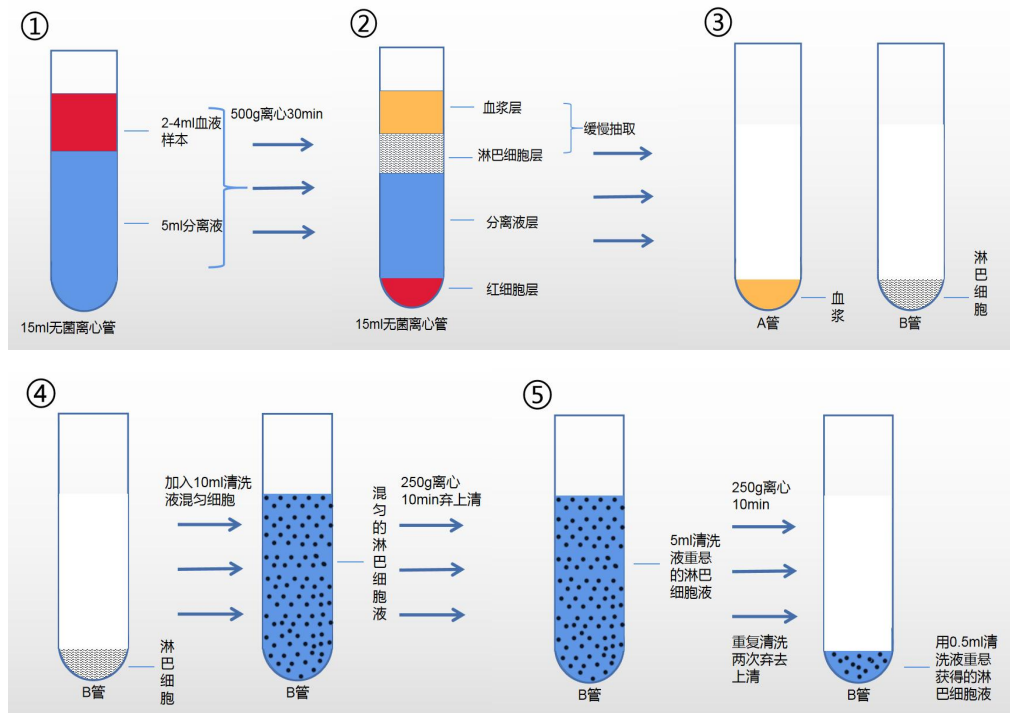 ①
2-4ml血液
样本
5ml分离液
15ml无菌离心管
500g离心30min
②
血浆层
淋巴细胞层
缓慢抽取
分离液层
红细胞层
15ml无菌离心管
③
血浆
A管
淋巴细胞
B管
④
淋巴细胞
B管
加入10ml清洗
液混匀细胞
混匀的淋巴细胞液
B管
250g离心
10min弃上清
⑤
5ml清洗
液重悬
的淋巴
细胞液
B管
250g离心
10min
重复清洗
两次弃去
上清
用0.5ml清
洗液重悬
获得的淋
巴细胞液
B管